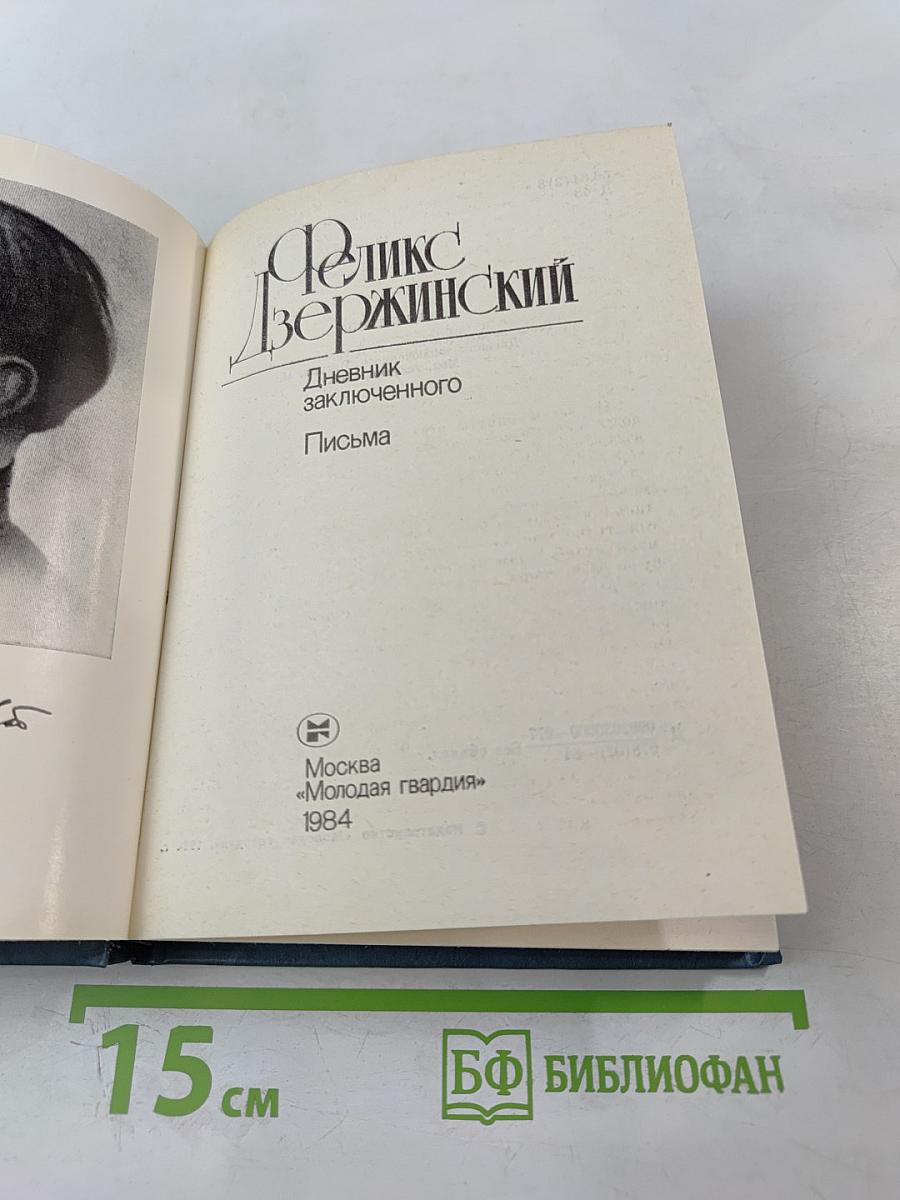 Феликс
Дзержинский
Дневник
заключенного
Письма
Москва
«Молодая гвардия»
1984
15 см
БФ БИБЛИОФАН